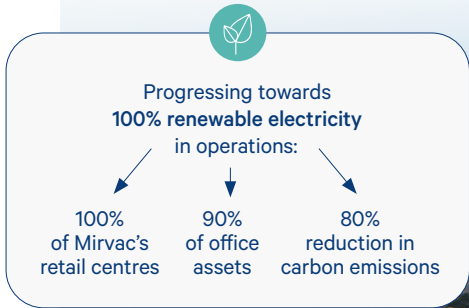 Progressing towards
100% renewable electricity
in operations:
100%
of Mirvac's
retail centres
90%
of office
assets
80%
reduction in
carbon emissions